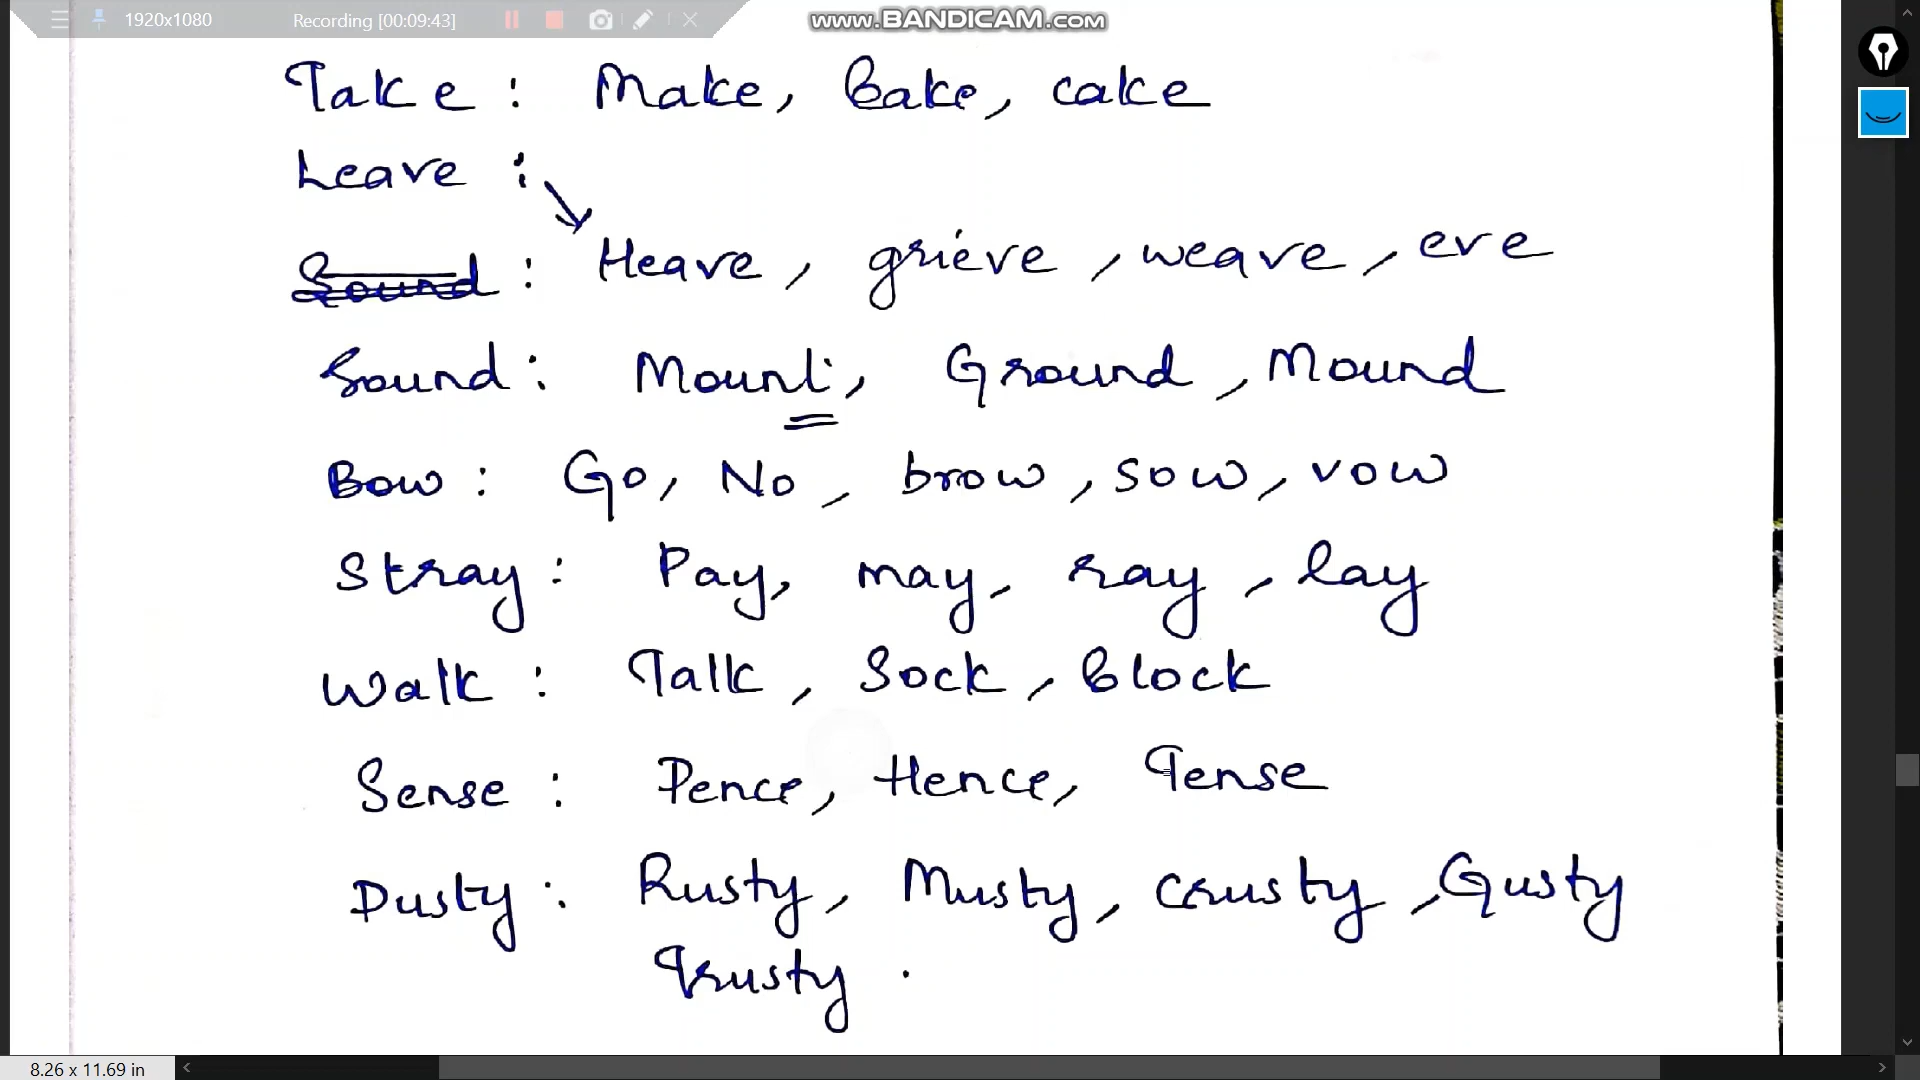 1920x1080 Recording [00:09:43] www.BANDICAM.com
Take : Make, Bake, cake
Leave :
Sound : Heave, grieve, weave, eve
Sound : Mount, Ground, Mound
Bow : Go, No, brow, sow, vow
Stray : Pay, may, ray, lay
Walk : Talk, Sock, Block
Sense : Pence, Hence, Tense
Dusty : Rusty, Musty, Crusty, Gusty
Trusty .
8.26 x 11.69 in